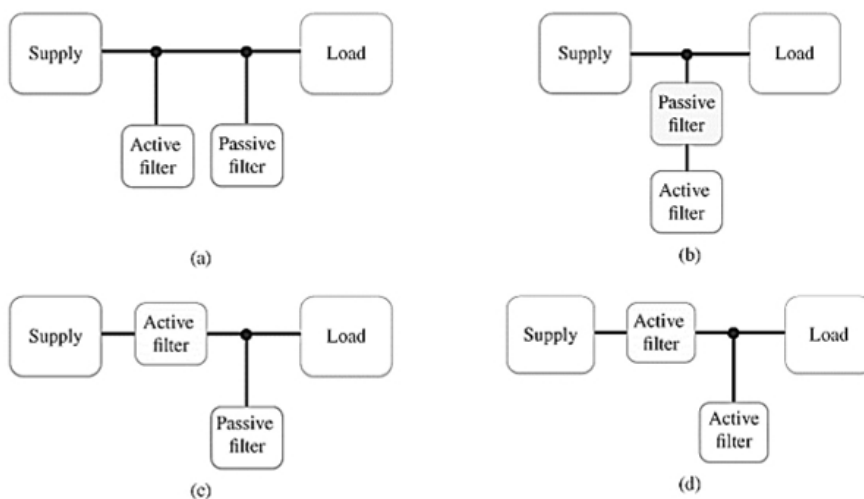 Supply
Load
Active
filter
Passive
filter
(a)
Supply
Load
Passive
filter
Active
filter
(b)
Supply
Active
filter
Load
Passive
filter
(c)
Supply
Active
filter
Load
Active
filter
(d)